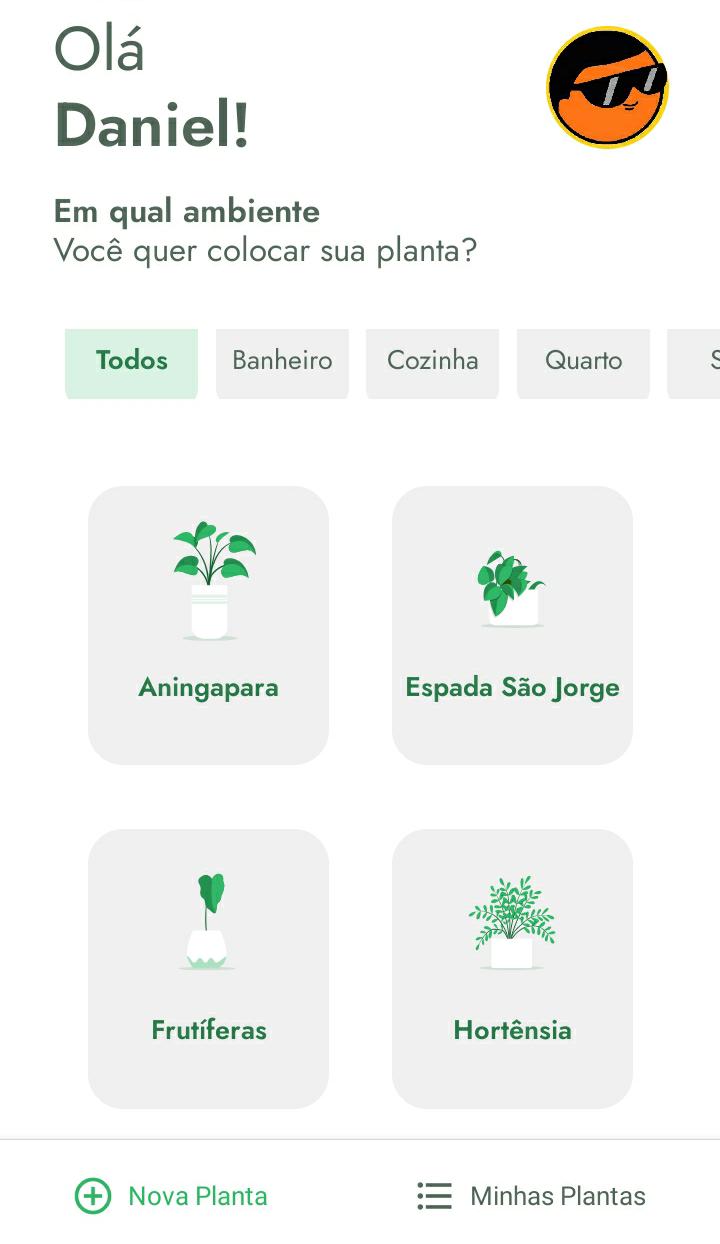 Olá
Daniel!
Em qual ambiente
Você quer colocar sua planta?
Todos Banheiro Cozinha Quarto
Aningapara Espada São Jorge
Frutíferas Hortênsia
Nova Planta Minhas Plantas